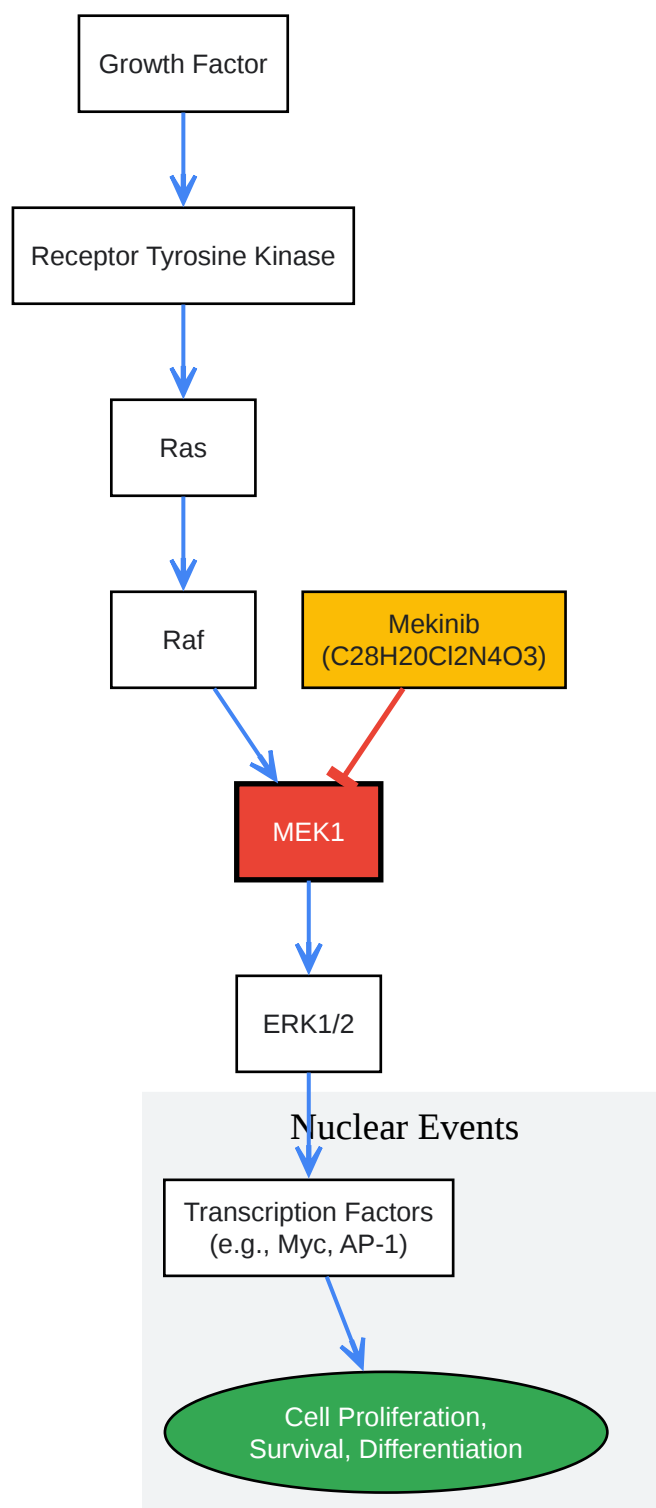 Growth Factor
Receptor Tyrosine Kinase
Ras
Raf
Mekinib
(C28H20Cl2N4O3)
MEK1
ERK1/2
Nuclear Events
Transcription Factors
(e.g., Myc, AP-1)
Cell Proliferation,
Survival, Differentiation